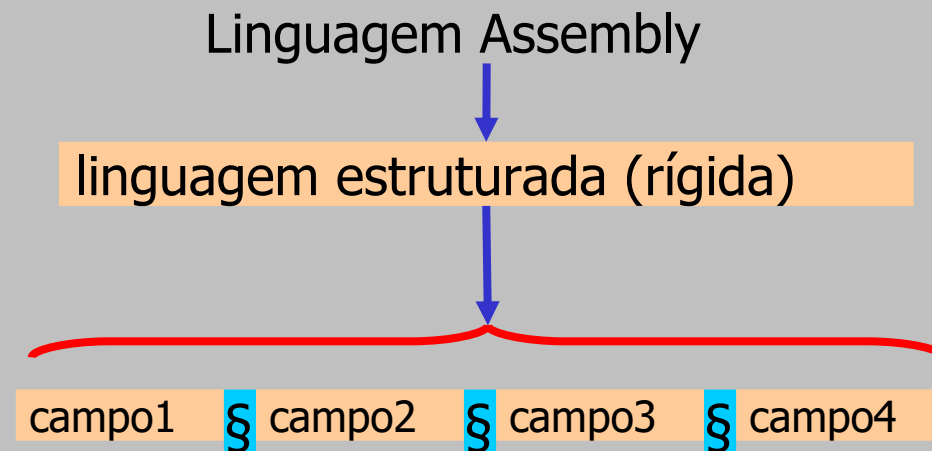 Linguagem Assembly
linguagem estruturada (rígida)
campo1 § campo2 § campo3 § campo4